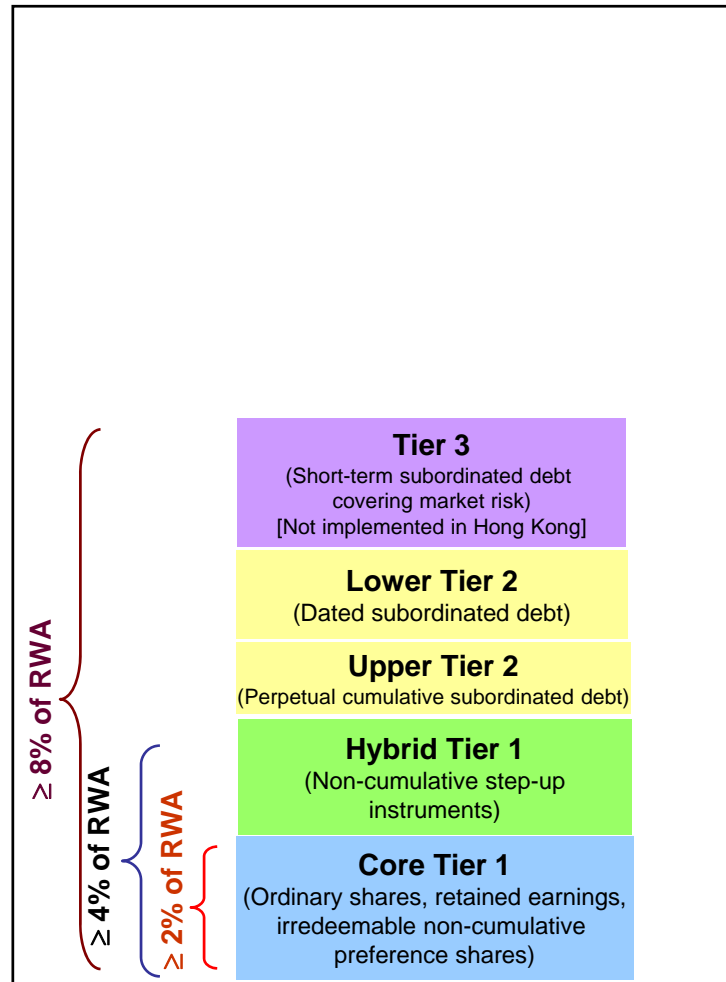 Tier 3
(Short-term subordinated debt
covering market risk)
[Not implemented in Hong Kong]
Lower Tier 2
(Dated subordinated debt)
Upper Tier 2
(Perpetual cumulative subordinated debt)
Hybrid Tier 1
(Non-cumulative step-up
instruments)
Core Tier 1
(Ordinary shares, retained earnings,
irredeemable non-cumulative
preference shares)
≥ 8% of RWA
≥ 4% of RWA
≥ 2% of RWA